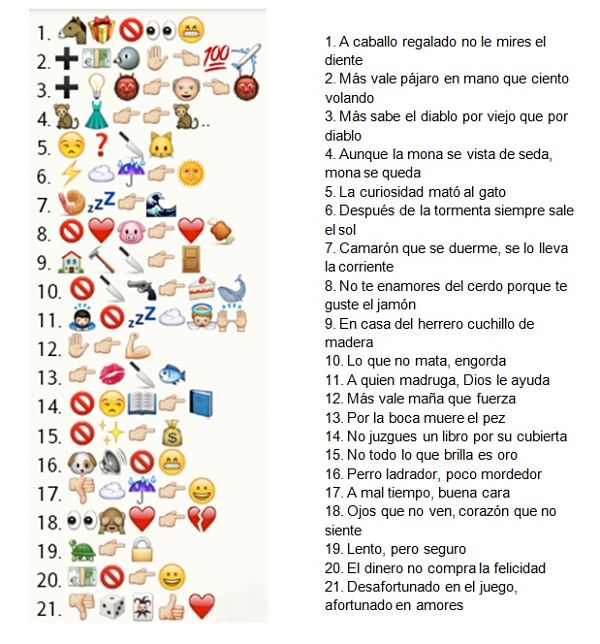 1.
2.
3.
4. ..
5.
6.
7.
8.
9.
10.
11.
12.
13.
14.
15.
16.
17.
18.
19.
20.
21.
1. A caballo regalado no le mires el
diente
2. Más vale pájaro en mano que ciento
volando
3. Más sabe el diablo por viejo que por
diablo
4. Aunque la mona se vista de seda,
mona se queda
5. La curiosidad mató al gato
6. Después de la tormenta siempre sale
el sol
7. Camarón que se duerme, se lo lleva
la corriente
8. No te enamores del cerdo porque te
guste el jamón
9. En casa del herrero cuchillo de
madera
10. Lo que no mata, engorda
11. A quien madruga, Dios le ayuda
12. Más vale maña que fuerza
13. Por la boca muere el pez
14. No juzgues un libro por su cubierta
15. No todo lo que brilla es oro
16. Perro ladrador, poco mordedor
17. A mal tiempo, buena cara
18. Ojos que no ven, corazón que no
siente
19. Lento, pero seguro
20. El dinero no compra la felicidad
21. Desafortunado en el juego,
afortunado en amores